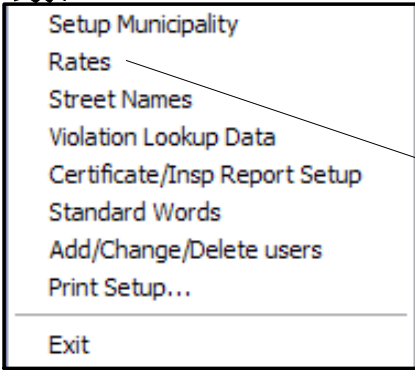 Setup Municipality
Rates
Street Names
Violation Lookup Data
Certificate/Insp Report Setup
Standard Words
Add/Change/Delete users
Print Setup...
Exit